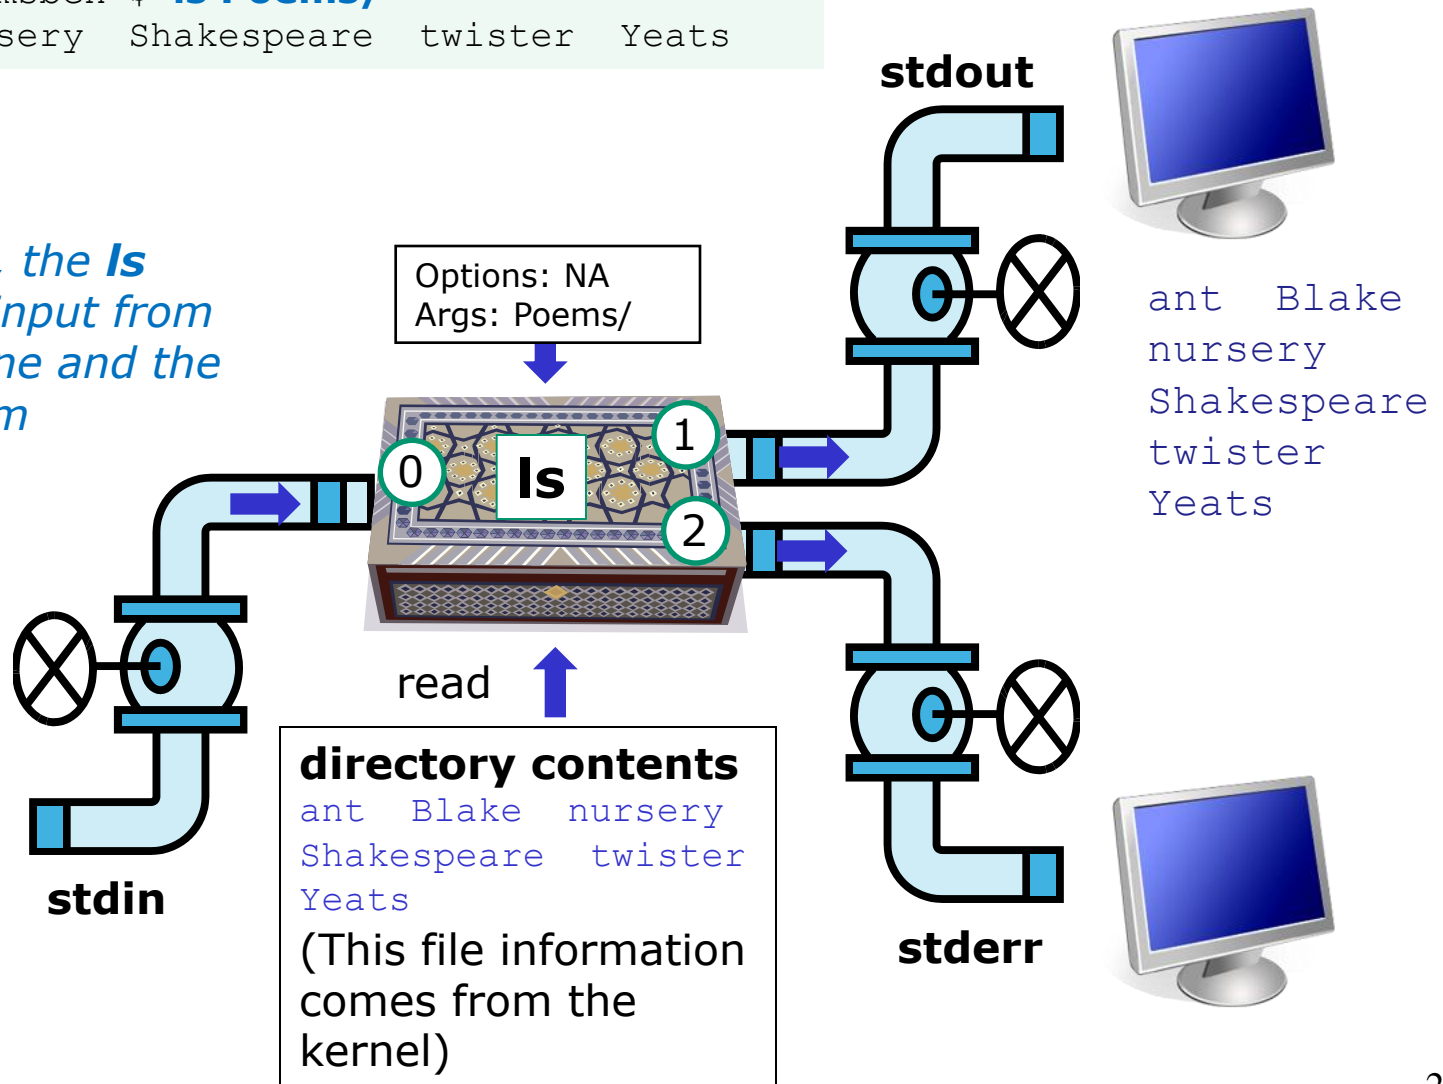 $ ls Poems/
Shakespeare twister Yeats
stdout
the ls
input from
and the
Options: NA
Args: Poems/
ant Blake
nursery
Shakespeare
twister
Yeats
0
ls
1
2
read
directory contents
ant Blake nursery
Shakespeare twister
Yeats
(This file information
comes from the
kernel)
stdin
stderr